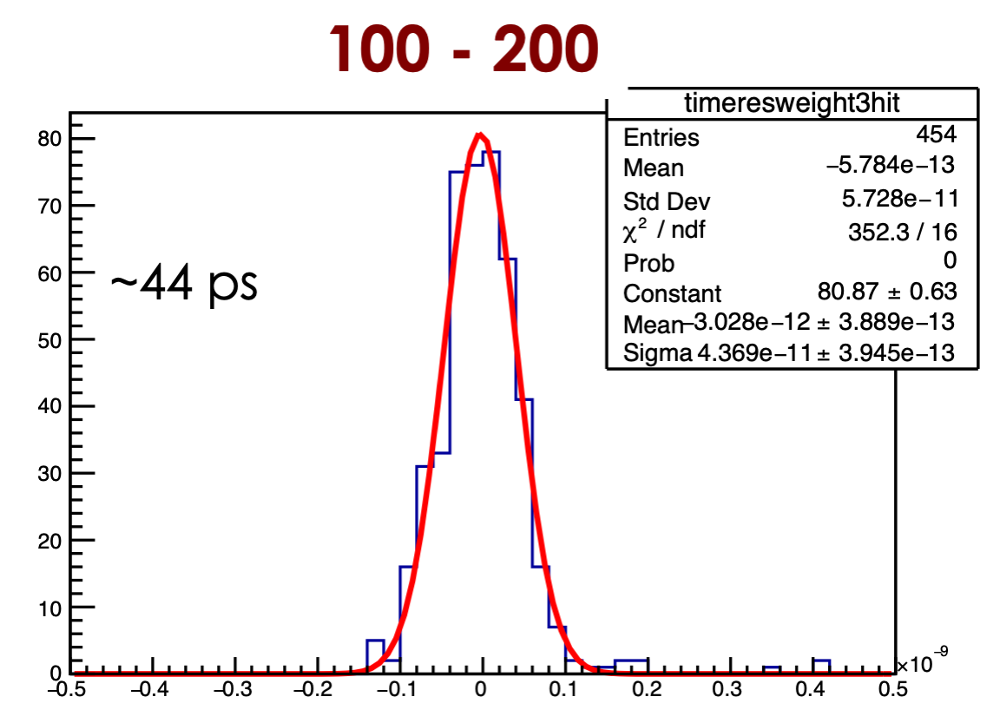 100 - 200
timeresweight3hit
Entries 454
Mean −5.784e−13
Std Dev 5.728e−11
χ² / ndf 352.3 / 16
Prob 0
Constant 80.87 ± 0.63
Mean −3.028e−12 ± 3.889e−13
Sigma 4.369e−11 ± 3.945e−13
~44 ps
80
70
60
50
40
30
20
10
0
−0.5 −0.4 −0.3 −0.2 −0.1 0 0.1 0.2 0.3 0.4 0.5
×10⁻⁹